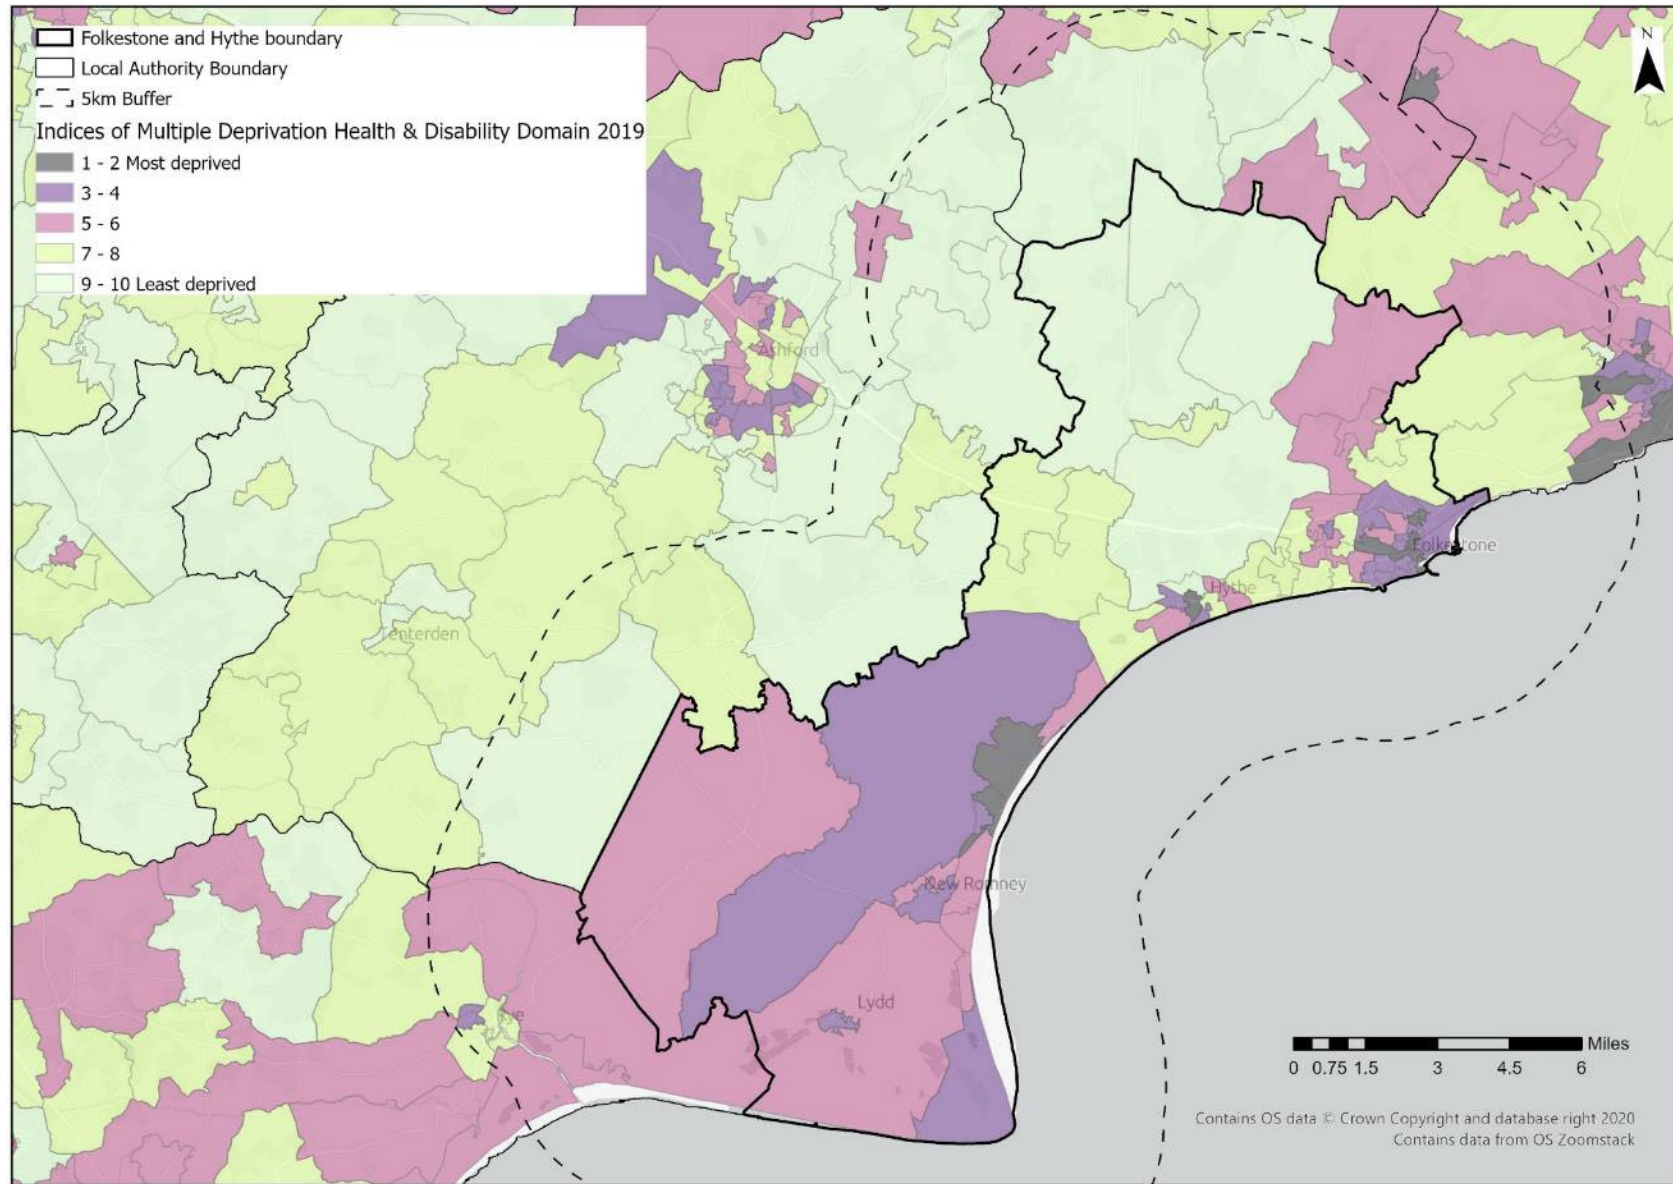 Folkestone and Hythe boundary
Local Authority Boundary
5km Buffer
Indices of Multiple Deprivation Health & Disability Domain 2019
1 - 2 Most deprived
3 - 4
5 - 6
7 - 8
9 - 10 Least deprived
N
Ashford
Folkestone
Hythe
Tenterden
New Romney
Lydd
Rye
Miles
0 0.75 1.5 3 4.5 6
Contains OS data © Crown Copyright and database right 2020
Contains data from OS Zoomstack